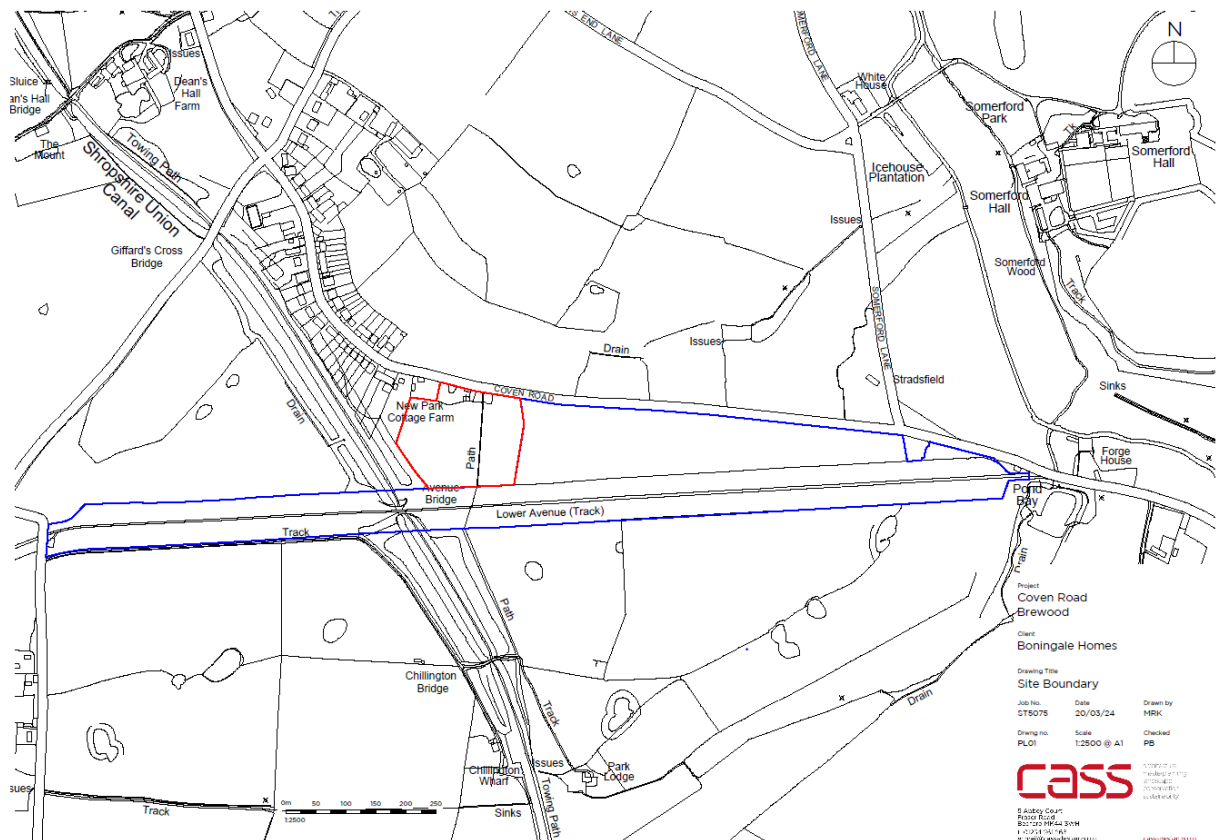 N
S END LANE
OMERFORD LANE
Sluice
an's Hall
Bridge
Issues
Dean's
Hall
Farm
The
Mount
Towing Path
Shropshire Union
Canal
Giffard's Cross
Bridge
White
House
Somerford
Park
Somerford
Hall
Icehouse
Plantation
Somerford
Hall
Issues
Somerford
Wood
Track
SOMERFORD LANE
Drain
Issues
Stradsfield
Sinks
COVEN ROAD
New Park
Cottage Farm
Drain
Path
Forge
House
Avenue
Bridge
Pond
Bay
Lower Avenue (Track)
Track
Drain
Path
Chillington
Bridge
Track
Drain
Chillington
Wharf
Issues
Park
Lodge
Towing Path
Sinks
sues
Track
0m 50 100 150 200 250
1:2500
Project
Coven Road
Brewood
Client
Boningale Homes
Drawing Title
Site Boundary
Job No. Date Drawn by
ST5075 20/03/24 MRK
Drwng no. Scale Checked
PL01 1:2500 @ A1 PB
cass